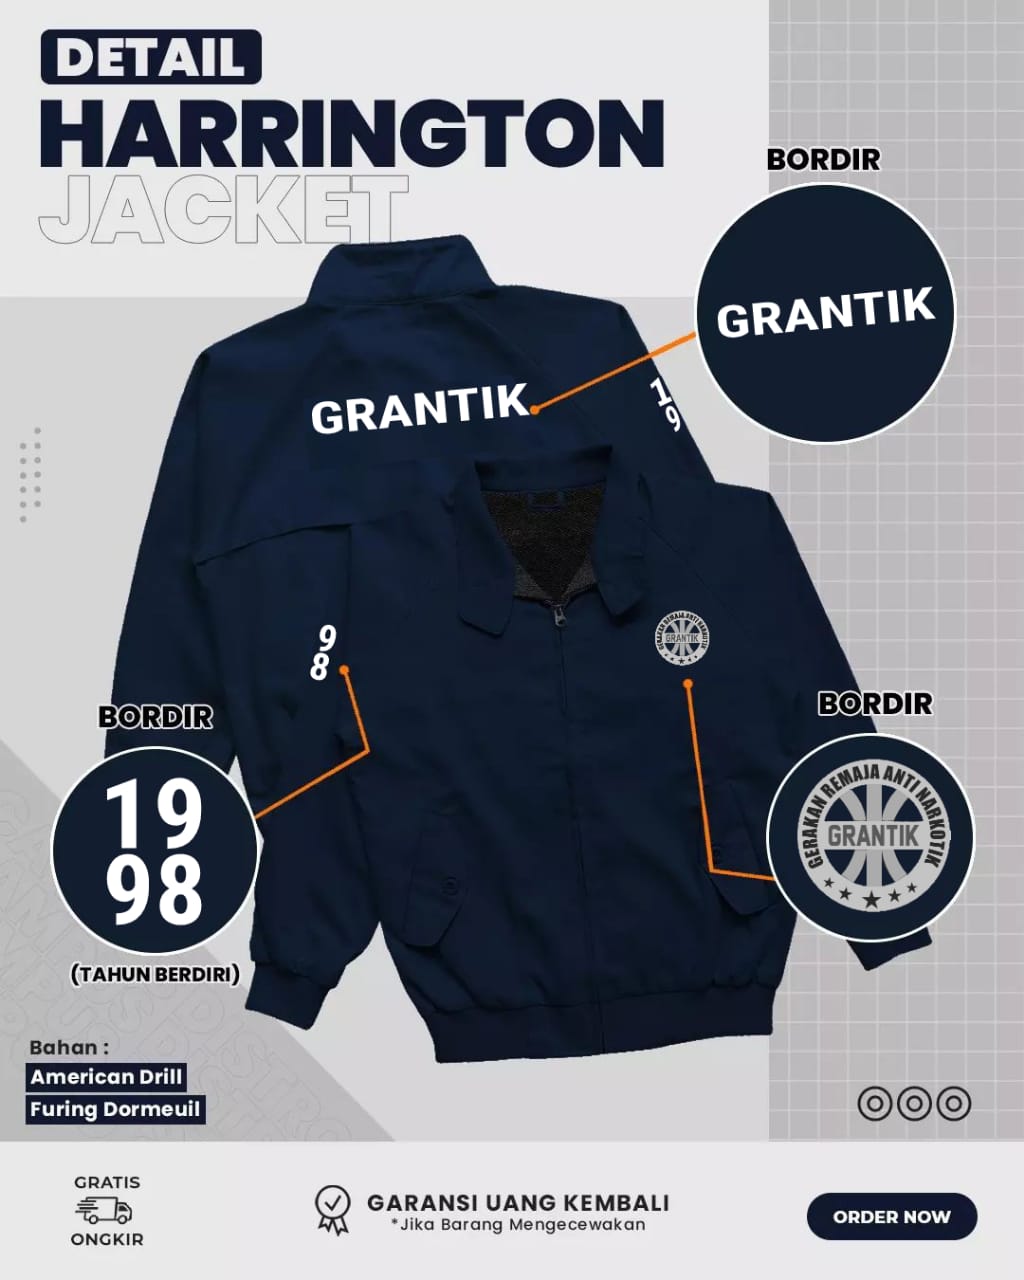 DETAIL
HARRINGTON
JACKET
BORDIR
GRANTIK
GRANTIK
19
98
GERAKAN REMAJA ANTI NARKOTIK
GRANTIK
BORDIR
19
98
(TAHUN BERDIRI)
BORDIR
GERAKAN REMAJA ANTI NARKOTIK
GRANTIK
Bahan :
American Drill
Furing Dormeuil
GRATIS
ONGKIR
GARANSI UANG KEMBALI
*Jika Barang Mengecewakan
ORDER NOW